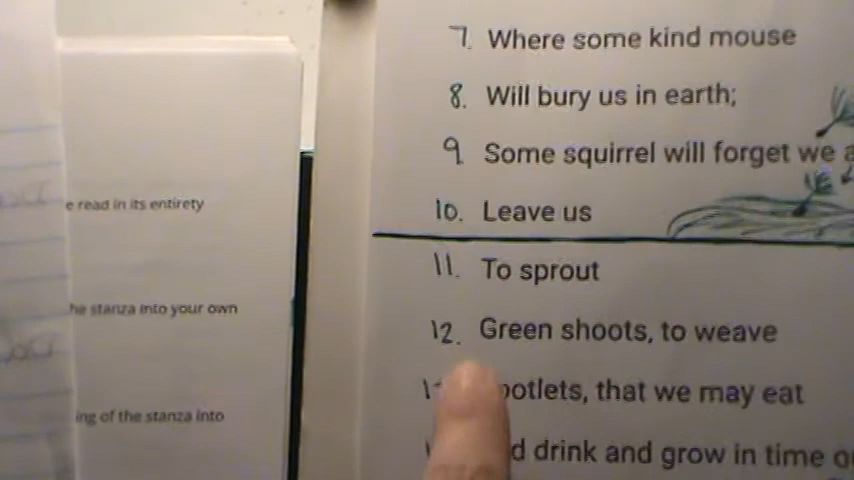 7. Where some kind mouse
8. Will bury us in earth;
9. Some squirrel will forget we
10. Leave us
11. To sprout
12. Green shoots, to weave
that we may eat
drink and grow in time
e read in its entirety
he stanza into your own
ing of the stanza into